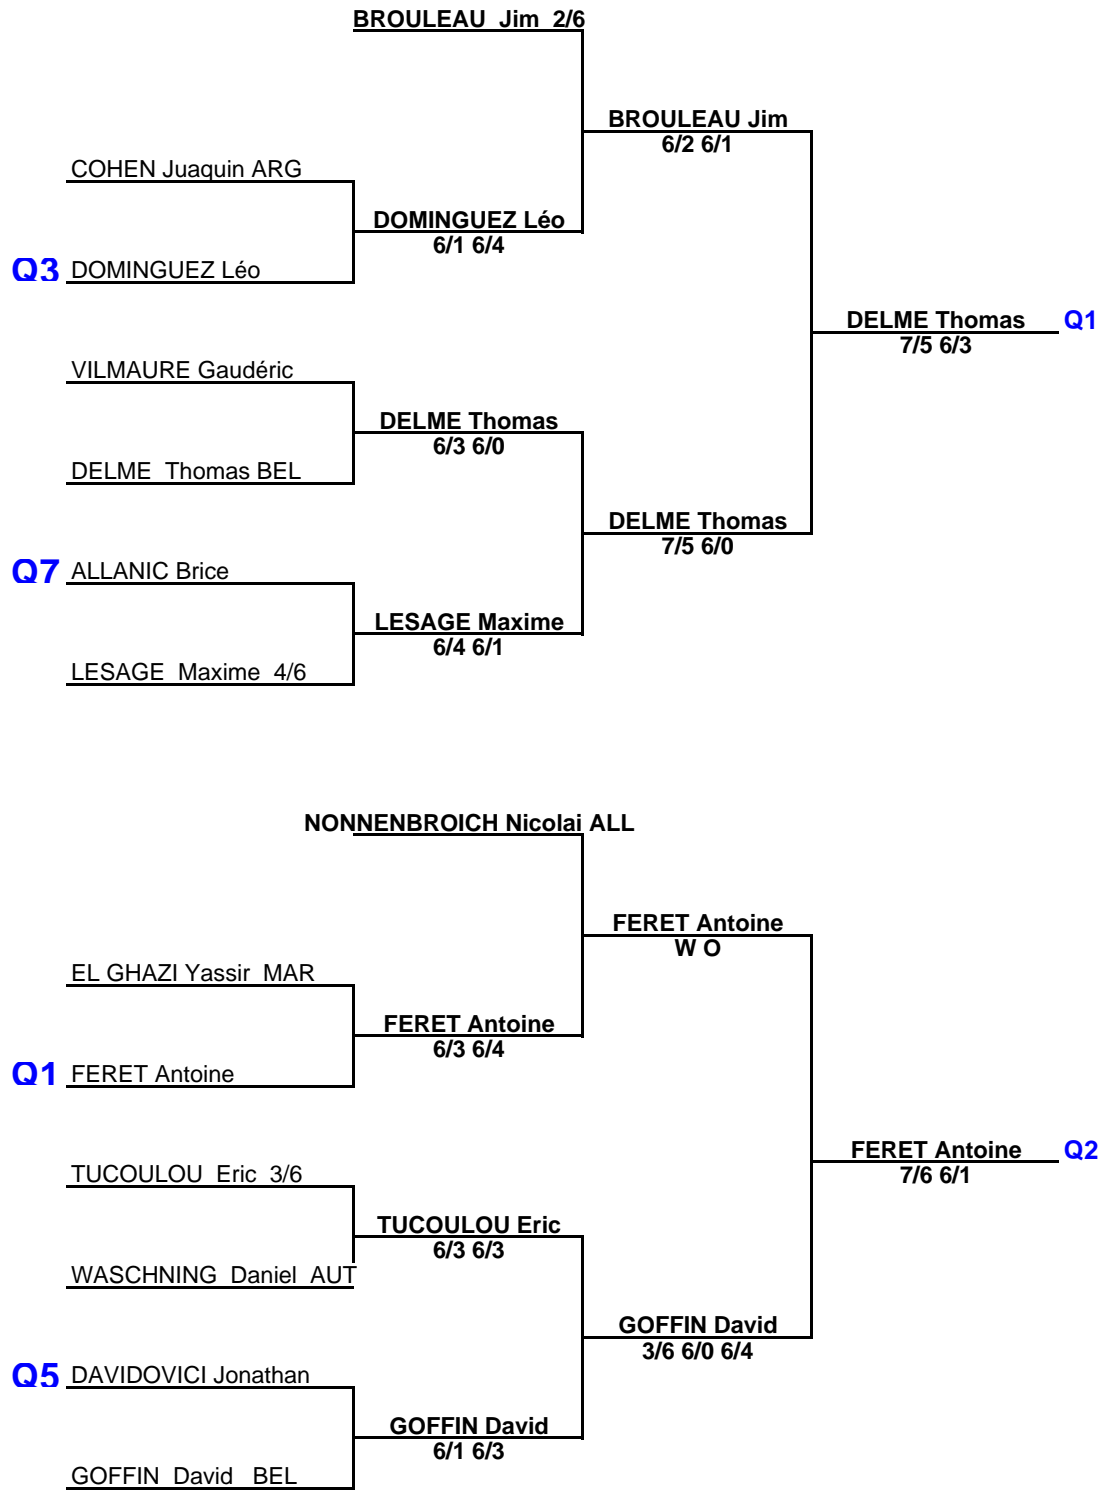 BROULEAU Jim 2/6
BROULEAU Jim
6/2 6/1
COHEN Juaquin ARG
DOMINGUEZ Léo
6/1 6/4
Q3 DOMINGUEZ Léo
DELME Thomas Q1
7/5 6/3
VILMAURE Gaudéric
DELME Thomas
6/3 6/0
DELME Thomas BEL
DELME Thomas
7/5 6/0
Q7 ALLANIC Brice
LESAGE Maxime
6/4 6/1
LESAGE Maxime 4/6
NONNENBROICH Nicolai ALL
FERET Antoine
W O
EL GHAZI Yassir MAR
FERET Antoine
6/3 6/4
Q1 FERET Antoine
FERET Antoine Q2
7/6 6/1
TUCOULOU Eric 3/6
TUCOULOU Eric
6/3 6/3
WASCHNING Daniel AUT
GOFFIN David
3/6 6/0 6/4
Q5 DAVIDOVICI Jonathan
GOFFIN David
6/1 6/3
GOFFIN David BEL